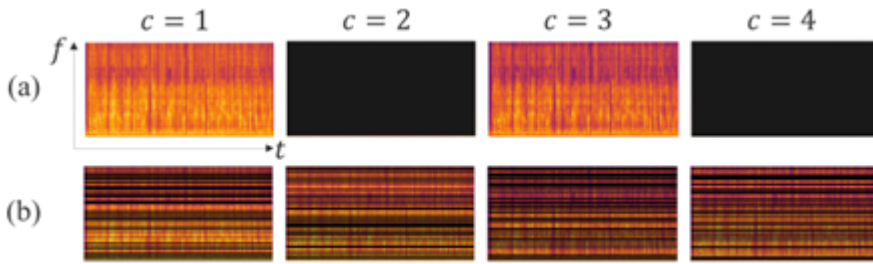 c = 1 c = 2 c = 3 c = 4
f
(a)
t
(b)